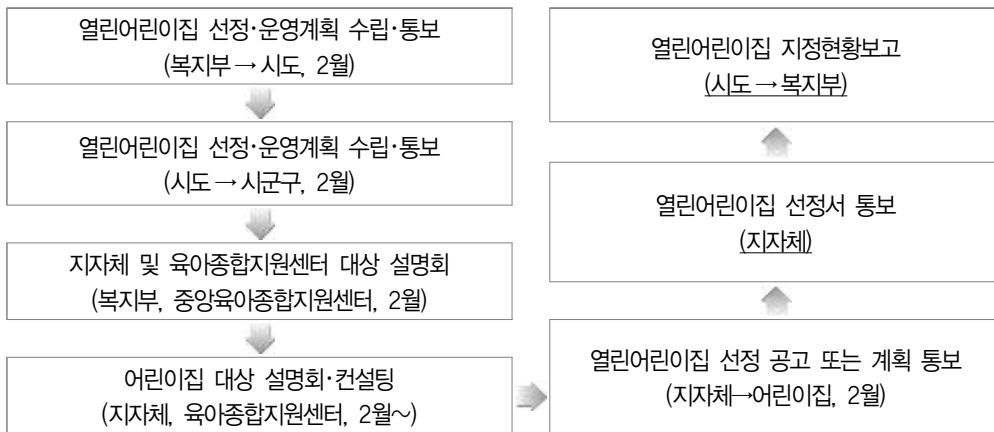 열린어린이집 선정·운영계획 수립·통보
(복지부→시도, 2월)
열린어린이집 선정·운영계획 수립·통보
(시도→시군구, 2월)
지자체 및 육아종합지원센터 대상 설명회
(복지부, 중앙육아종합지원센터, 2월)
어린이집 대상 설명회·컨설팅
(지자체, 육아종합지원센터, 2월~)
열린어린이집 선정 공고 또는 계획 통보
(지자체→어린이집, 2월)
열린어린이집 선정서 통보
(지자체)
열린어린이집 지정현황보고
(시도→복지부)